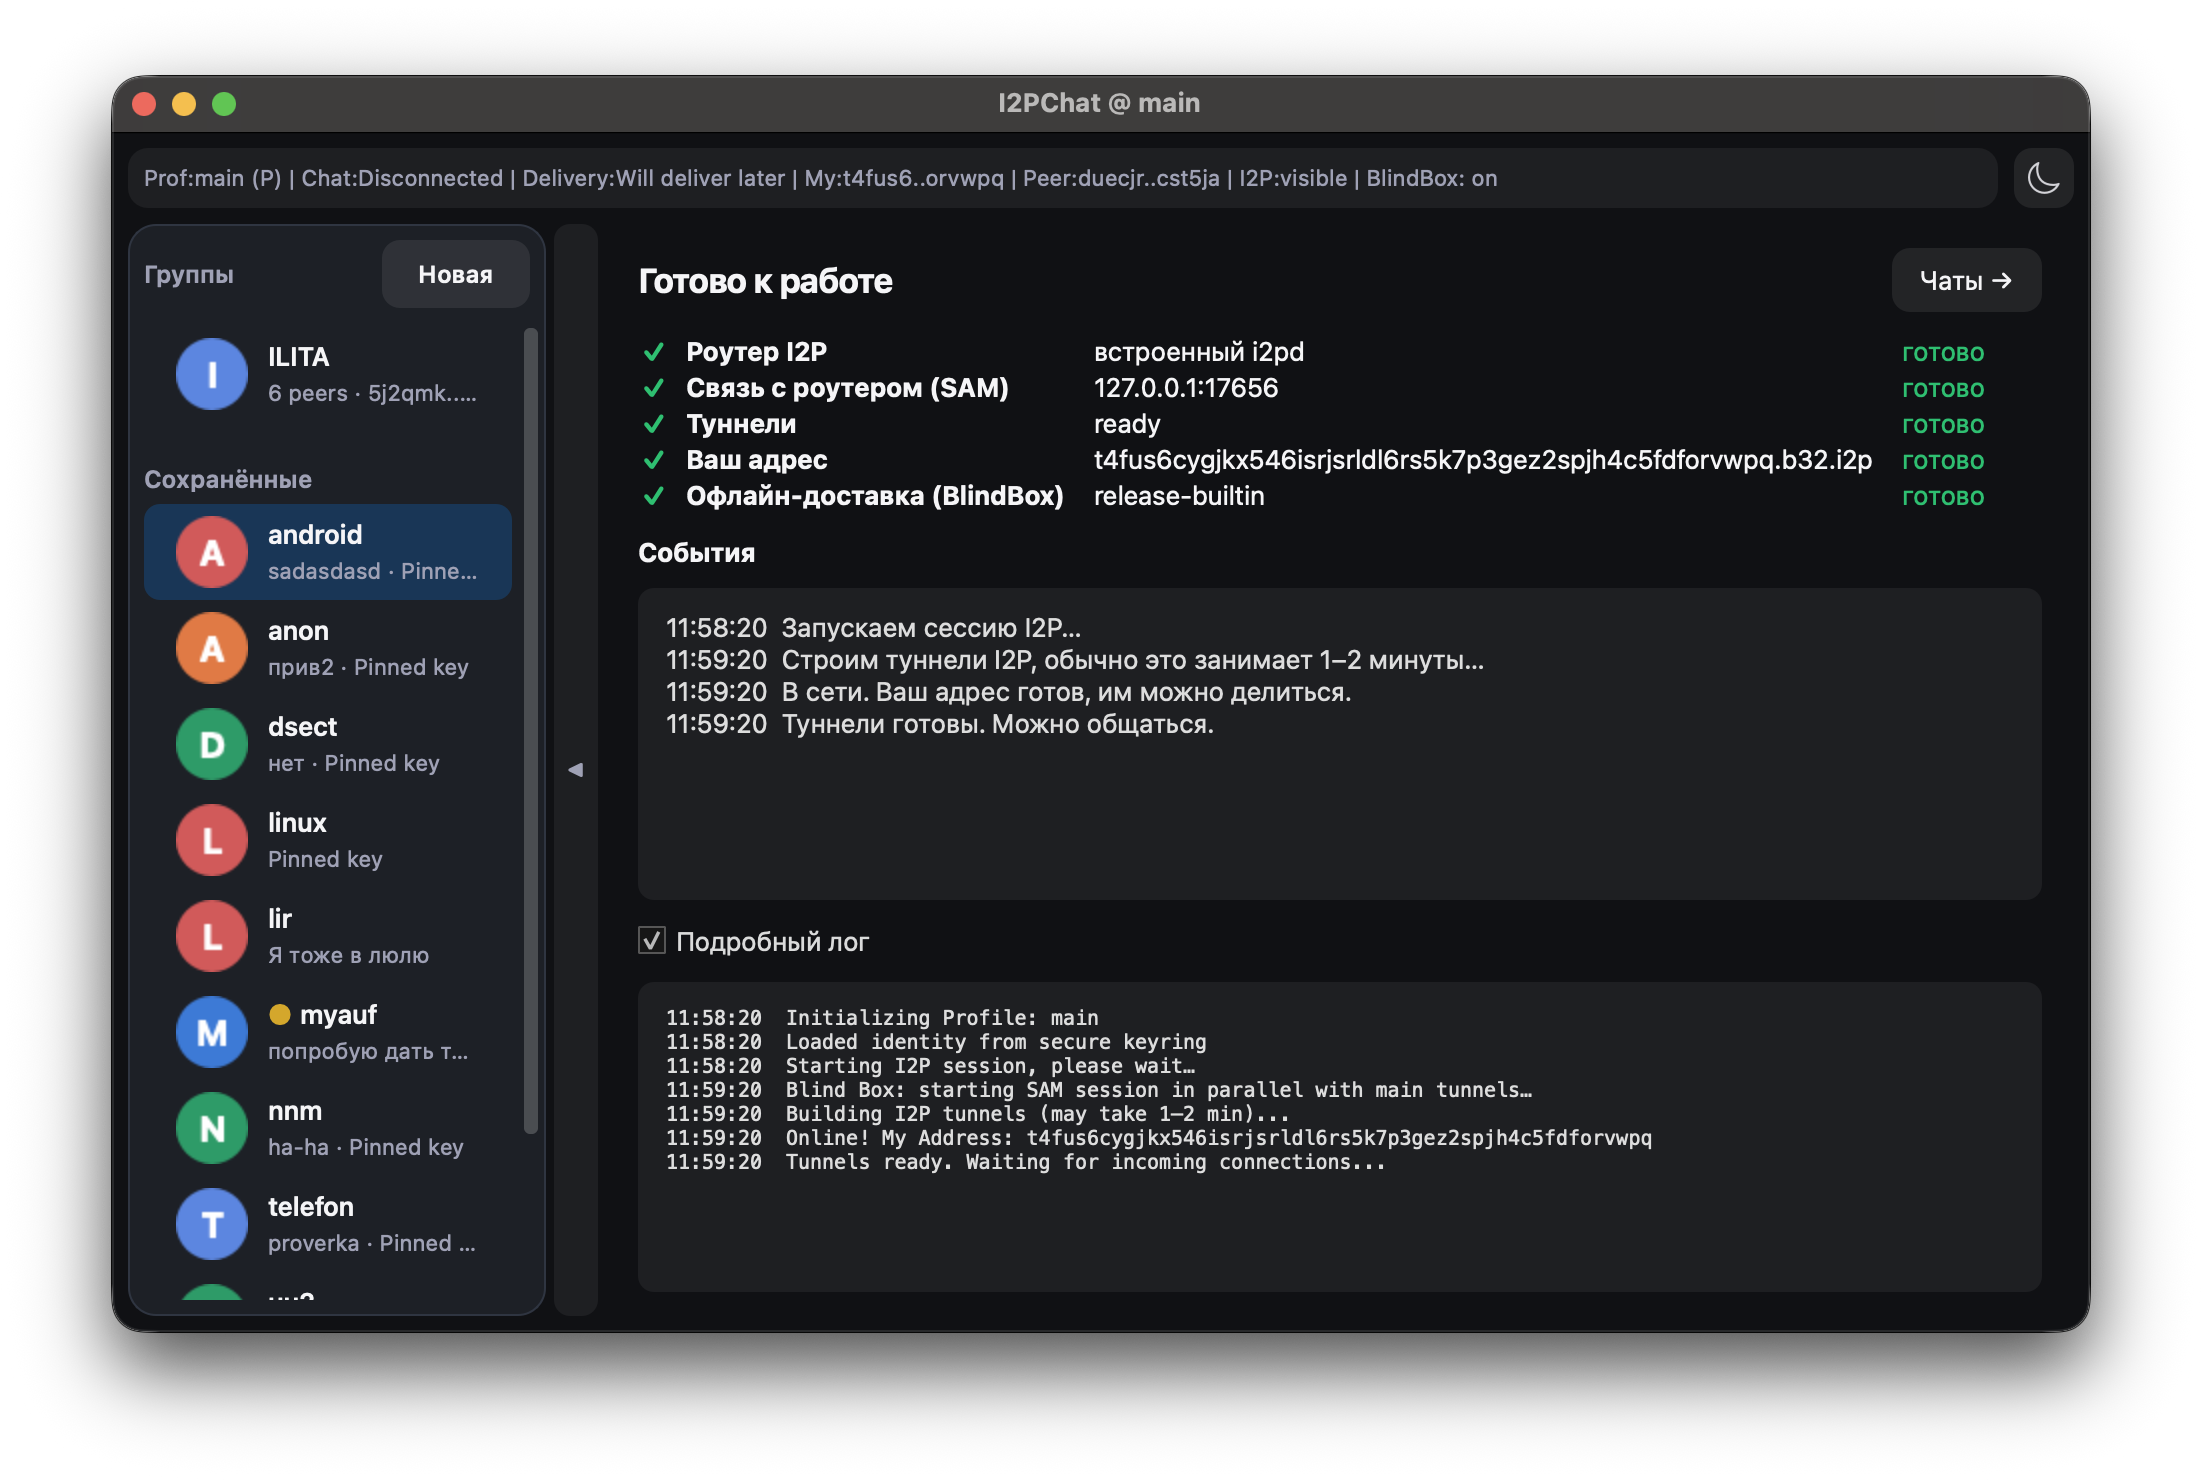 I2PChat @ main
Prof:main (P) | Chat:Disconnected | Delivery:Will deliver later | My:t4fus6..orvwpq | Peer:duecjr..cst5ja | I2P:visible | BlindBox: on
Группы
Новая
I
ILITA
6 peers · 5j2qmk.…
Сохранённые
A
android
sadasdasd · Pinne…
A
anon
прив2 · Pinned key
D
dsect
нет · Pinned key
L
linux
Pinned key
L
lir
Я тоже в люлю
M
myauf
попробую дать т…
N
nnm
ha-ha · Pinned key
T
telefon
proverka · Pinned …
Готово к работе
Чаты →
Роутер I2P встроенный i2pd готово
Связь с роутером (SAM) 127.0.0.1:17656 готово
Туннели ready готово
Ваш адрес t4fus6cygjkx546isrjsrldl6rs5k7p3gez2spjh4c5fdforvwpq.b32.i2p готово
Офлайн-доставка (BlindBox) release-builtin готово
События
11:58:20 Запускаем сессию I2P…
11:59:20 Строим туннели I2P, обычно это занимает 1–2 минуты…
11:59:20 В сети. Ваш адрес готов, им можно делиться.
11:59:20 Туннели готовы. Можно общаться.
Подробный лог
11:58:20 Initializing Profile: main
11:58:20 Loaded identity from secure keyring
11:58:20 Starting I2P session, please wait…
11:59:20 Blind Box: starting SAM session in parallel with main tunnels…
11:59:20 Building I2P tunnels (may take 1–2 min)...
11:59:20 Online! My Address: t4fus6cygjkx546isrjsrldl6rs5k7p3gez2spjh4c5fdforvwpq
11:59:20 Tunnels ready. Waiting for incoming connections...